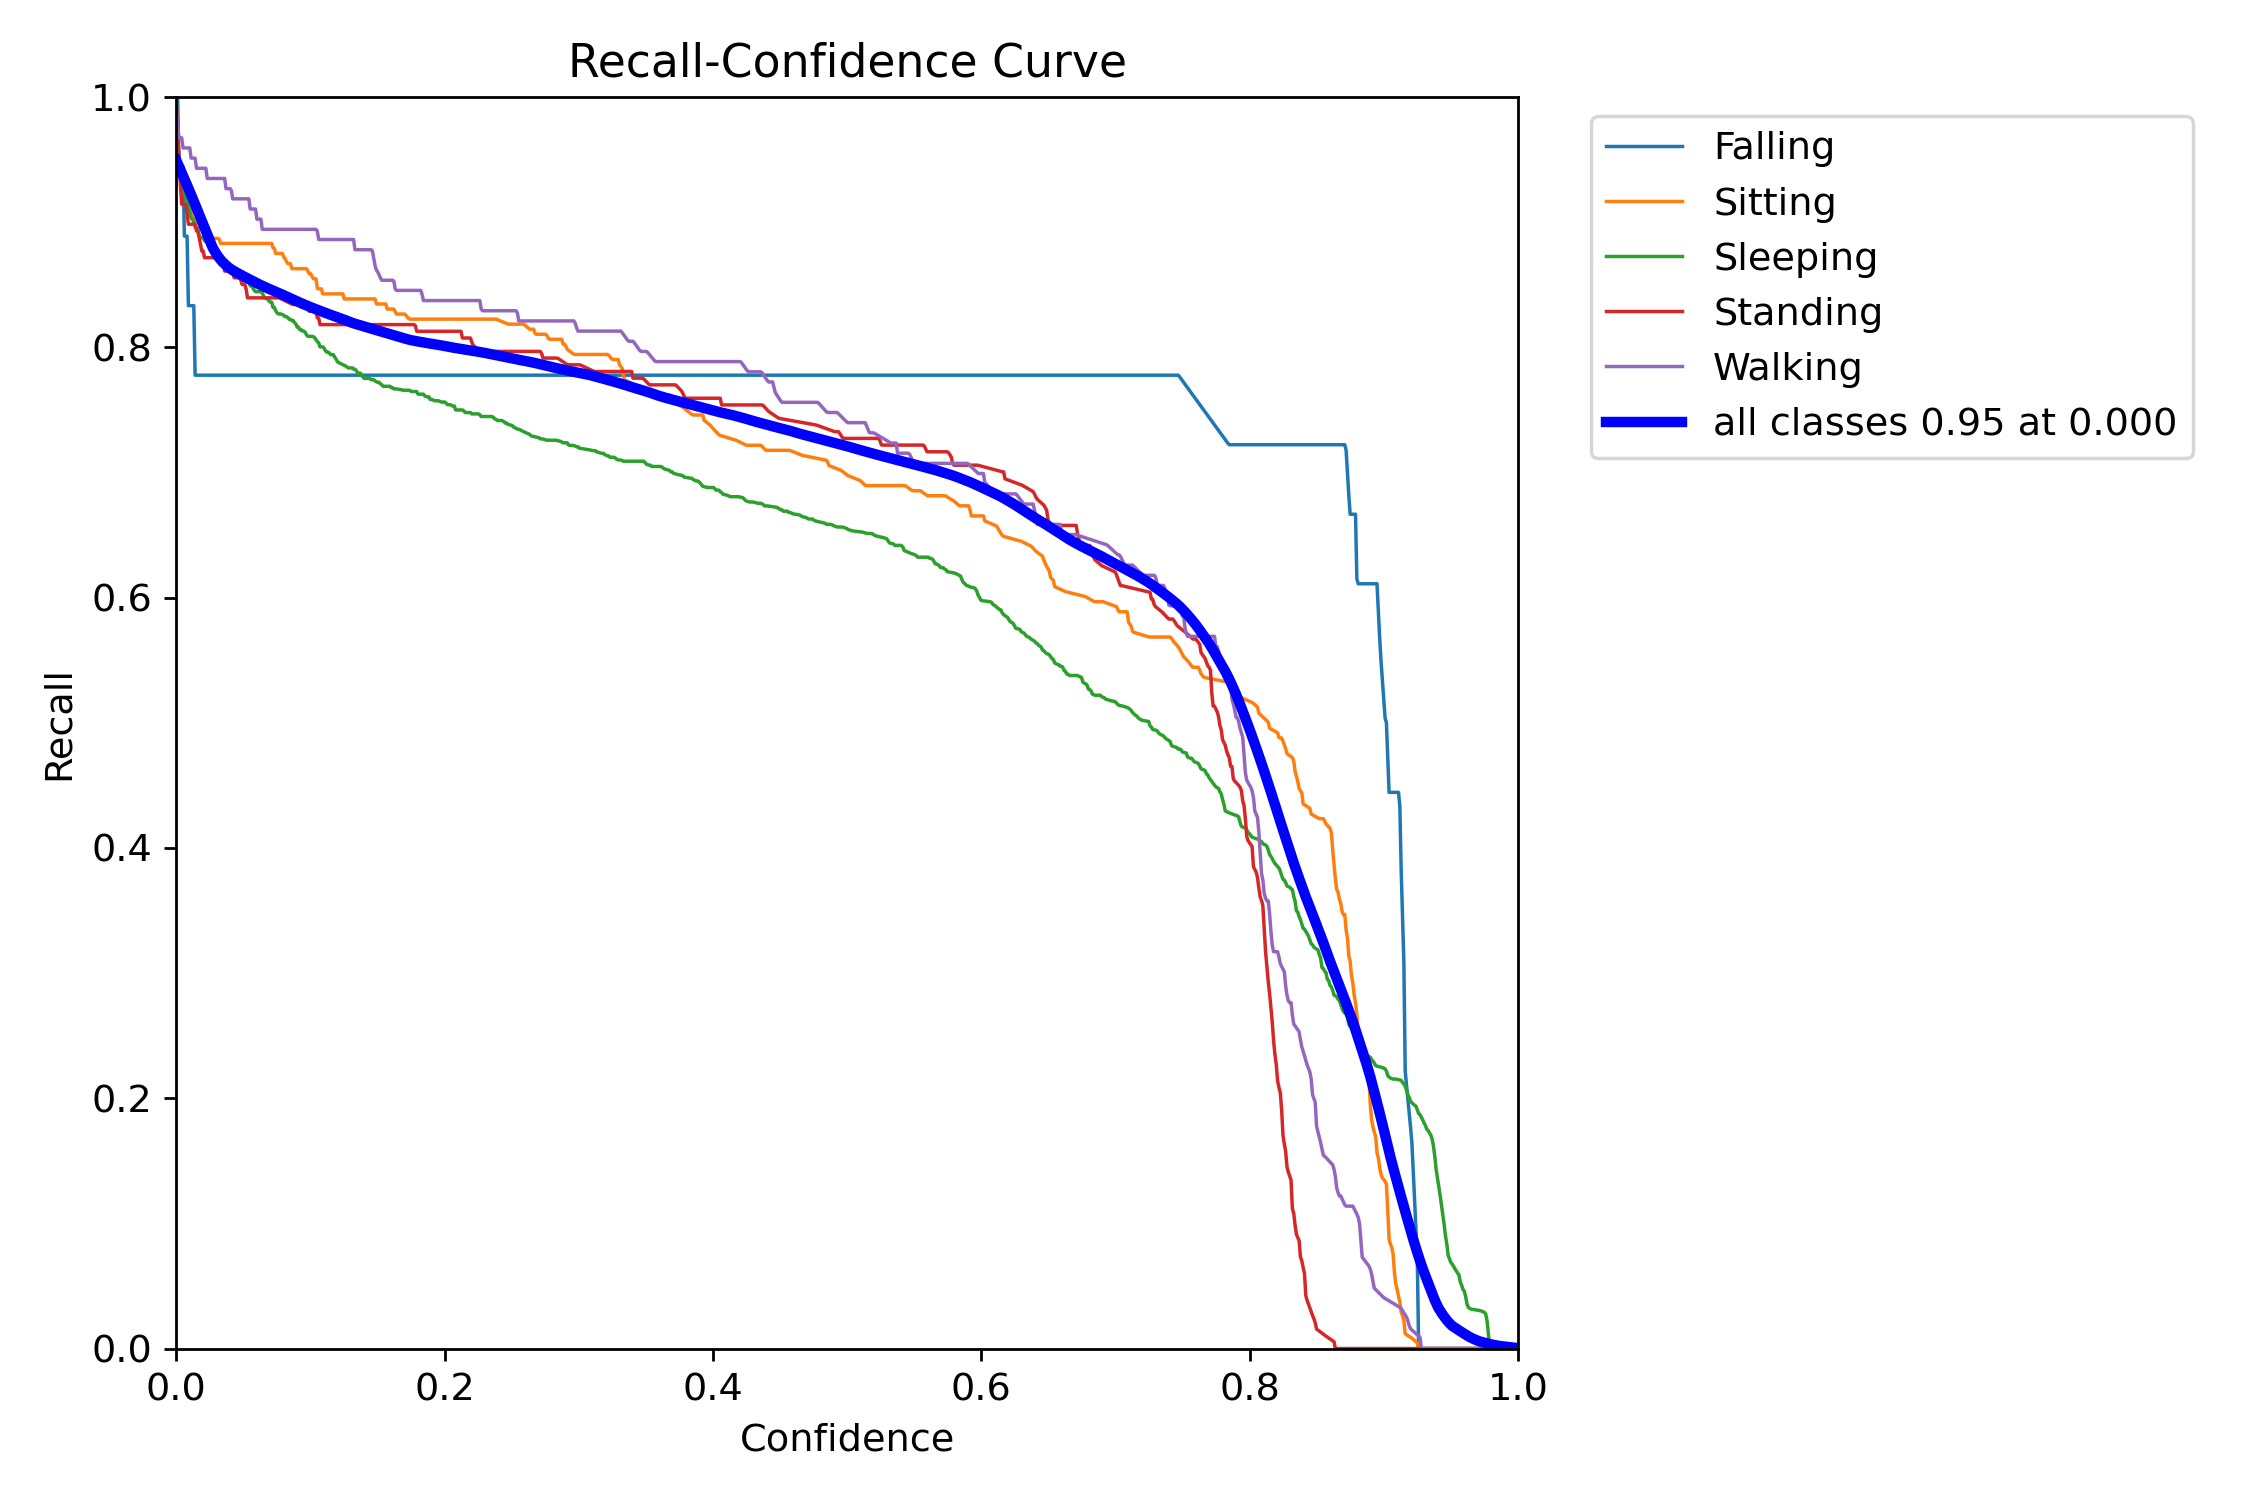 Recall-Confidence Curve
1.0
0.8
0.6
0.4
0.2
0.0
Recall
0.0 0.2 0.4 0.6 0.8 1.0
Confidence
Falling
Sitting
Sleeping
Standing
Walking
all classes 0.95 at 0.000